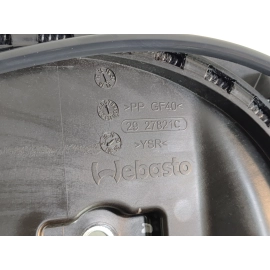 >PP GF40<
2P 27821C
>YSR<
Webasto